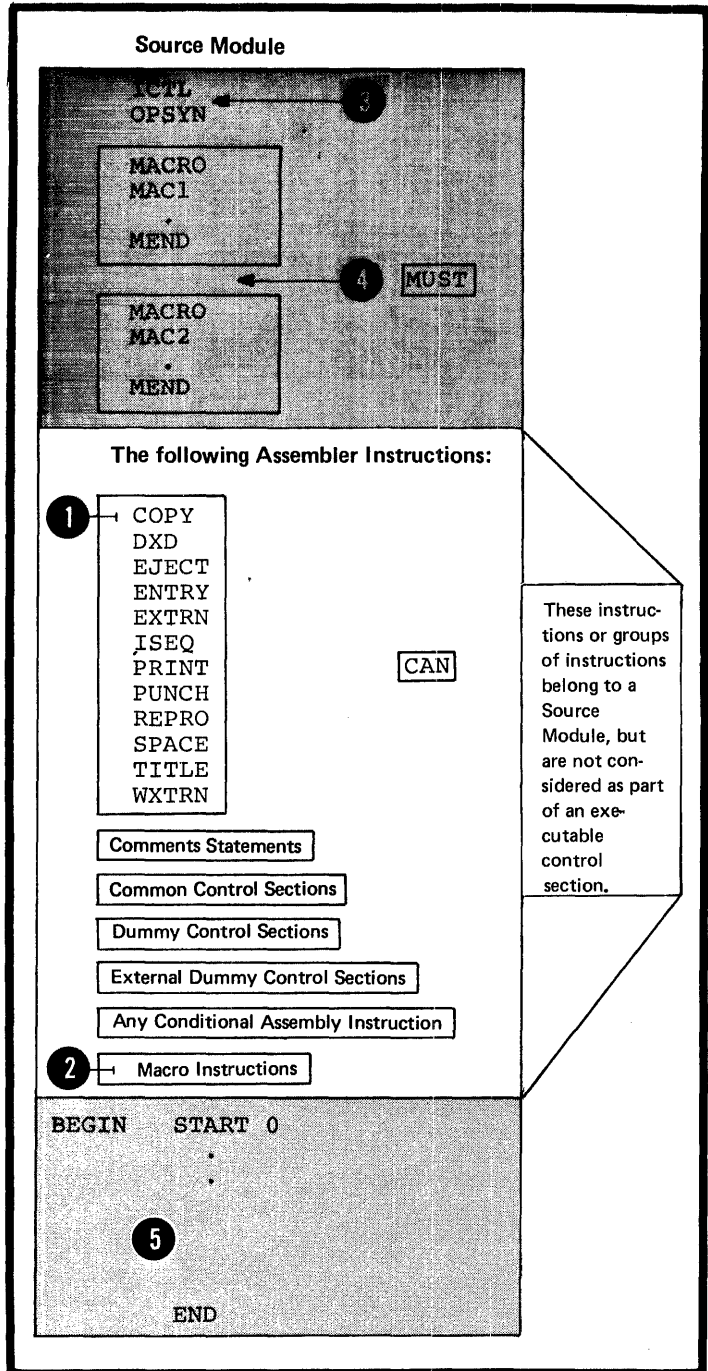 Source Module
ICTL
OPSYN
3
MACRO
MAC1
.
MEND
4 MUST
MACRO
MAC2
.
MEND
The following Assembler Instructions:
1 COPY
DXD
EJECT
ENTRY
EXTRN
ISEQ
PRINT
PUNCH
REPRO
SPACE
TITLE
WXTRN
CAN
Comments Statements
Common Control Sections
Dummy Control Sections
External Dummy Control Sections
Any Conditional Assembly Instruction
2 Macro Instructions
These instruc-
tions or groups
of instructions
belong to a
Source
Module, but
are not con-
sidered as part
of an exe-
cutable
control
section.
BEGIN START 0
.
.
5
END